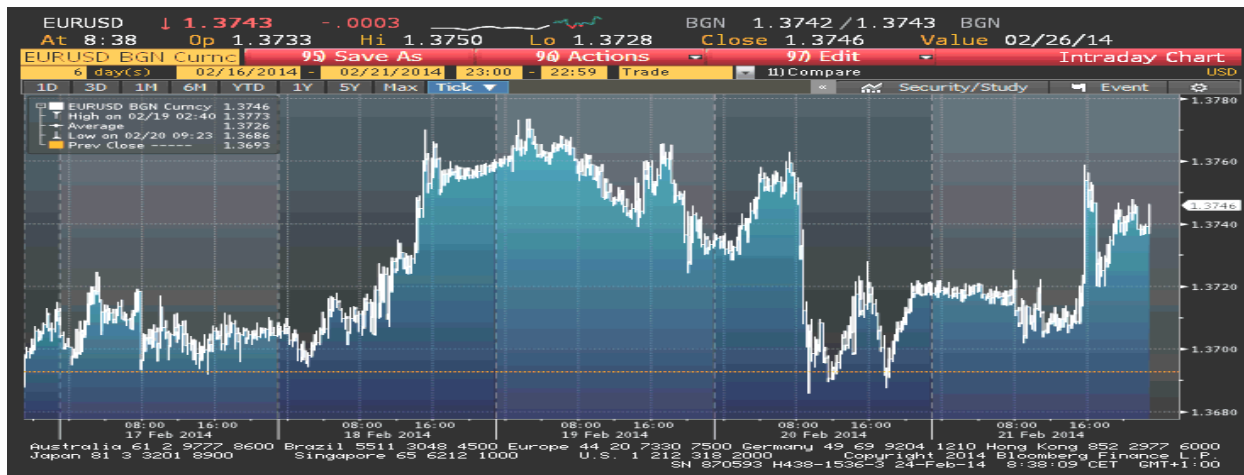 EURUSD ↓ 1.3743 -.0003 BGN 1.3742/1.3743 BGN
At 8:38 Op 1.3733 Hi 1.3750 Lo 1.3728 Close 1.3746 Value 02/26/14
EURUSD BGN Curnc 95) Save As 96) Actions 97) Edit Intraday Chart
6 day(s) 02/16/2014 - 02/21/2014 23:00 - 22:59 Trade 11) Compare USD
1D 3D 1M 6M YTD 1Y 5Y Max Tick ▼ « Security/Study Event
EURUSD BGN Curncy 1.3746
High on 02/19 02:40 1.3773
Average 1.3726
Low on 02/20 09:23 1.3686
Prev Close ----- 1.3693
1.3780
1.3760
1.3746
1.3740
1.3720
1.3700
1.3680
08:00 16:00 08:00 16:00 08:00 16:00 08:00 16:00 08:00 16:00
17 Feb 2014 18 Feb 2014 19 Feb 2014 20 Feb 2014 21 Feb 2014
Australia 61 2 9777 8600 Brazil 5511 3048 4500 Europe 44 20 7330 7500 Germany 49 69 9204 1210 Hong Kong 852 2977 6000
Japan 81 3 3201 8900 Singapore 65 6212 1000 U.S. 1 212 318 2000 Copyright 2014 Bloomberg Finance L.P.
SN 870593 H438-1536-3 24-Feb-14 8:38:09 CET GMT+1:00